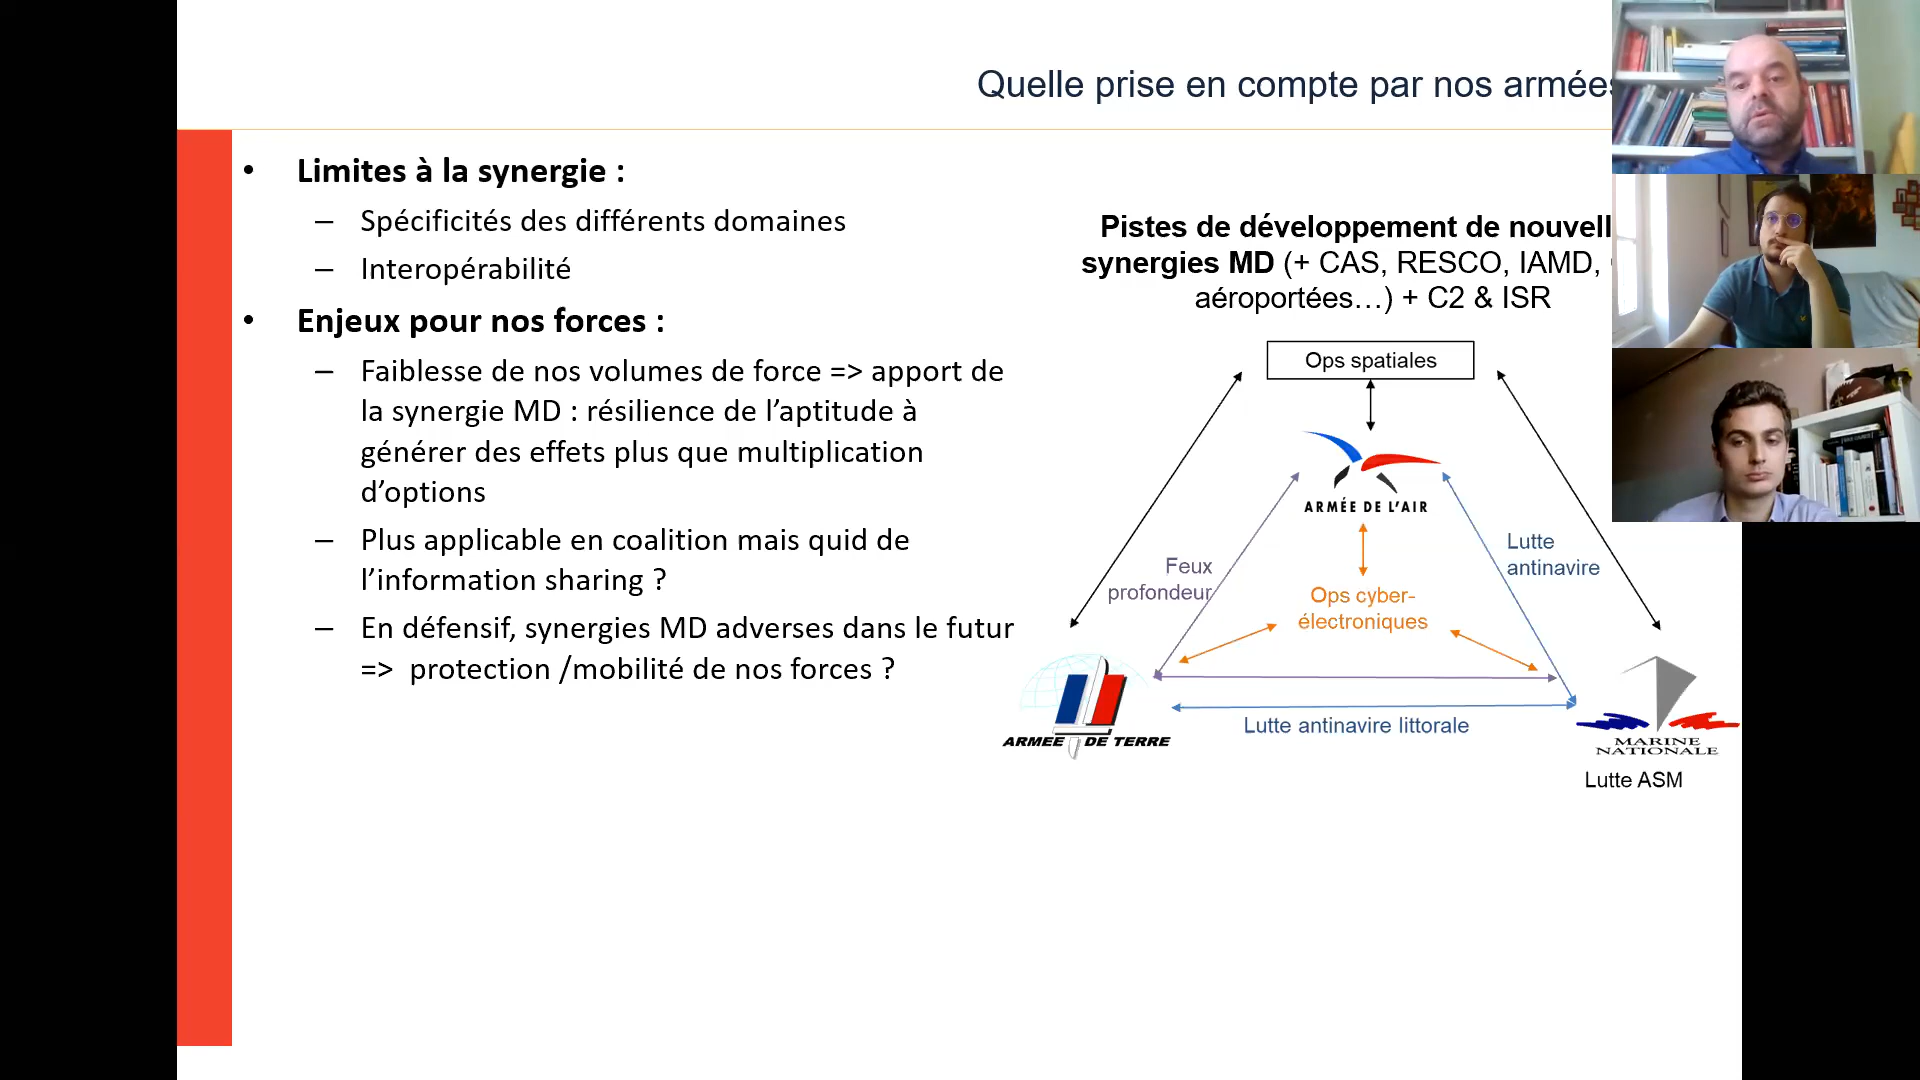 Quelle prise en compte par nos armées
• Limites à la synergie :
– Spécificités des différents domaines
– Interopérabilité
• Enjeux pour nos forces :
– Faiblesse de nos volumes de force => apport de
la synergie MD : résilience de l’aptitude à
générer des effets plus que multiplication
d’options
– Plus applicable en coalition mais quid de
l’information sharing ?
– En défensif, synergies MD adverses dans le futur
=> protection /mobilité de nos forces ?
Pistes de développement de nouvell
synergies MD (+ CAS, RESCO, IAMD,
aéroportées…) + C2 & ISR
Ops spatiales
ARMÉE DE L’AIR
Feux
profondeur
Lutte
antinavire
Ops cyber-
électroniques
ARMEE DE TERRE
Lutte antinavire littorale
MARINE
NATIONALE
Lutte ASM